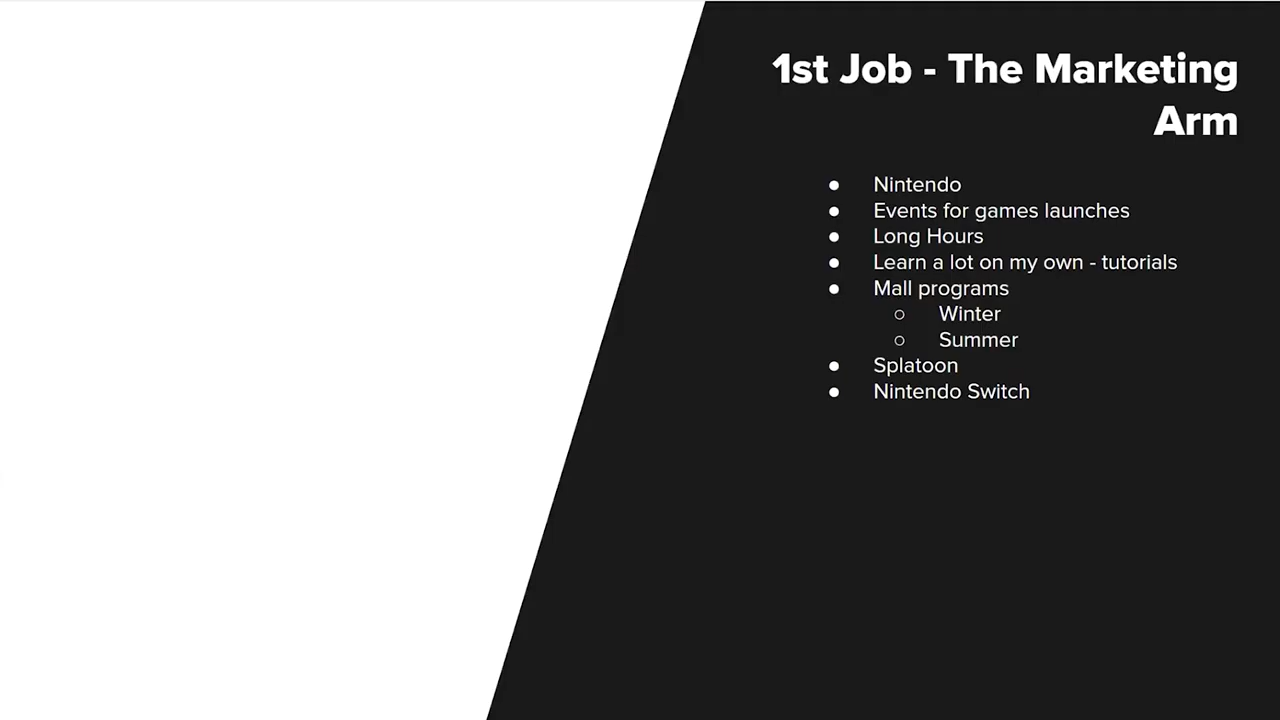 1st Job - The Marketing
Arm
● Nintendo
● Events for games launches
● Long Hours
● Learn a lot on my own - tutorials
● Mall programs
○ Winter
○ Summer
● Splatoon
● Nintendo Switch